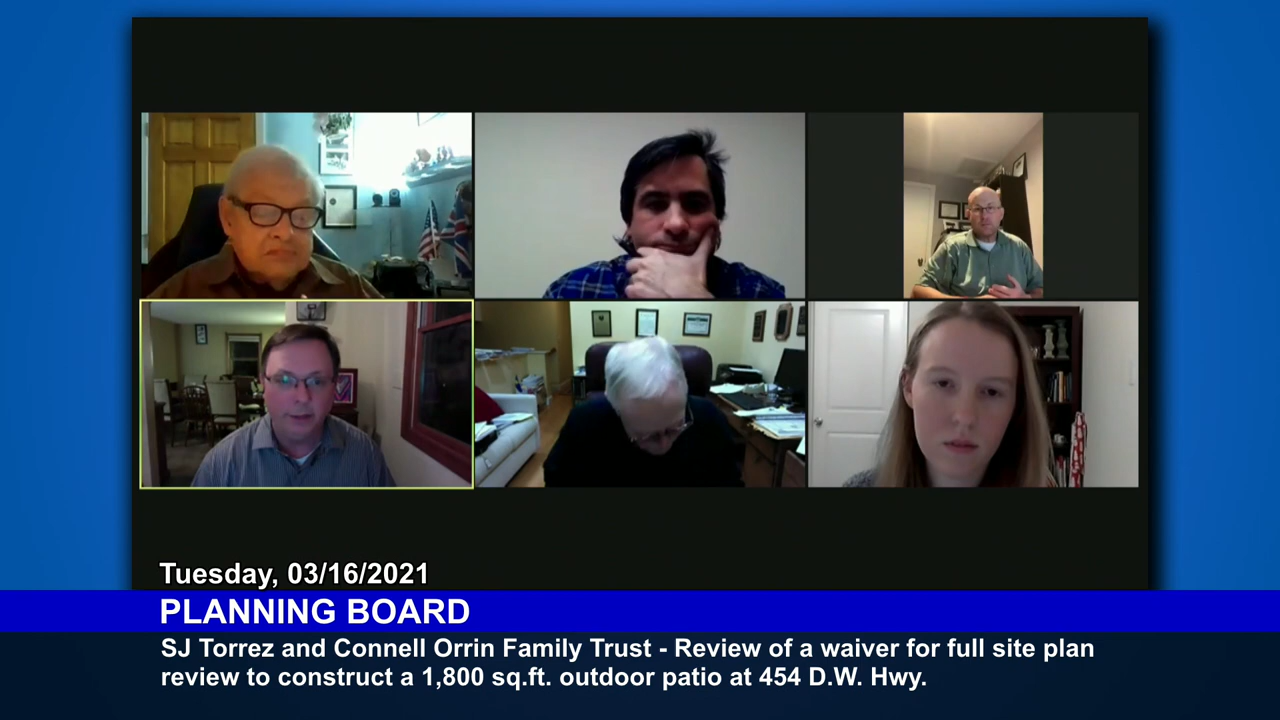 Tuesday, 03/16/2021
PLANNING BOARD
SJ Torrez and Connell Orrin Family Trust - Review of a waiver for full site plan
review to construct a 1,800 sq.ft. outdoor patio at 454 D.W. Hwy.